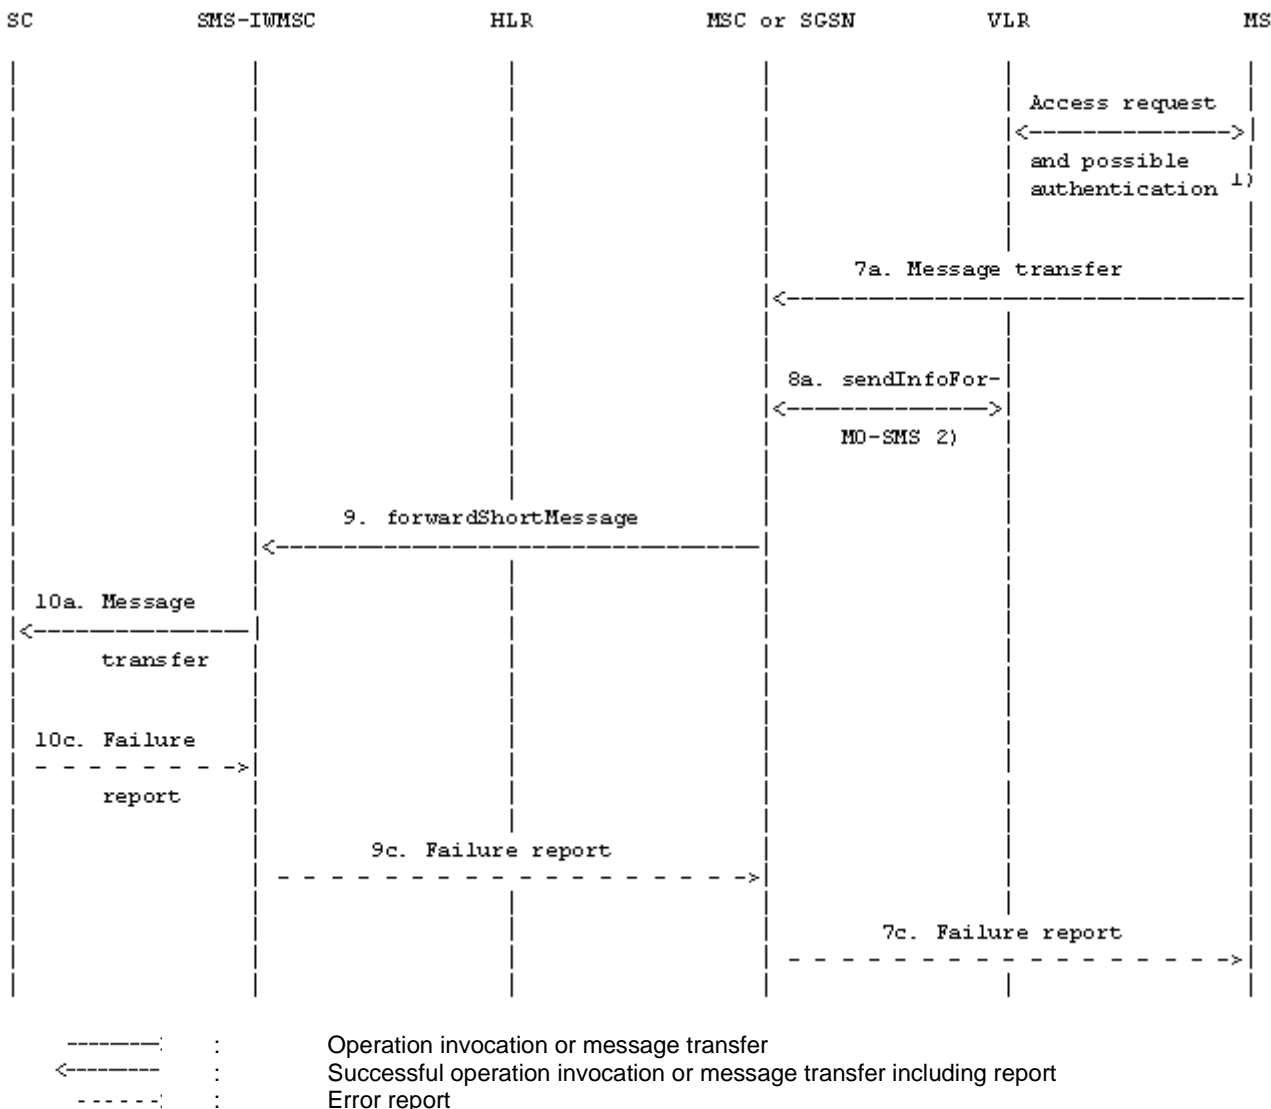 SC SMS-IWMSC HLR MSC or SGSN VLR MS
Access request
and possible
authentication 1)
7a. Message transfer
8a. sendInfoFor-
MO-SMS 2)
9. forwardShortMessage
10a. Message
transfer
10c. Failure
report
9c. Failure report
7c. Failure report
: Operation invocation or message transfer
: Successful operation invocation or message transfer including report
: Error report